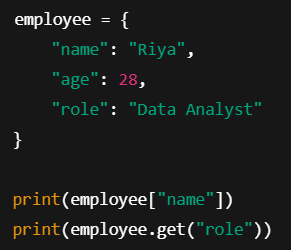 employee = {
    "name": "Riya",
    "age": 28,
    "role": "Data Analyst"
}
print(employee["name"])
print(employee.get("role"))